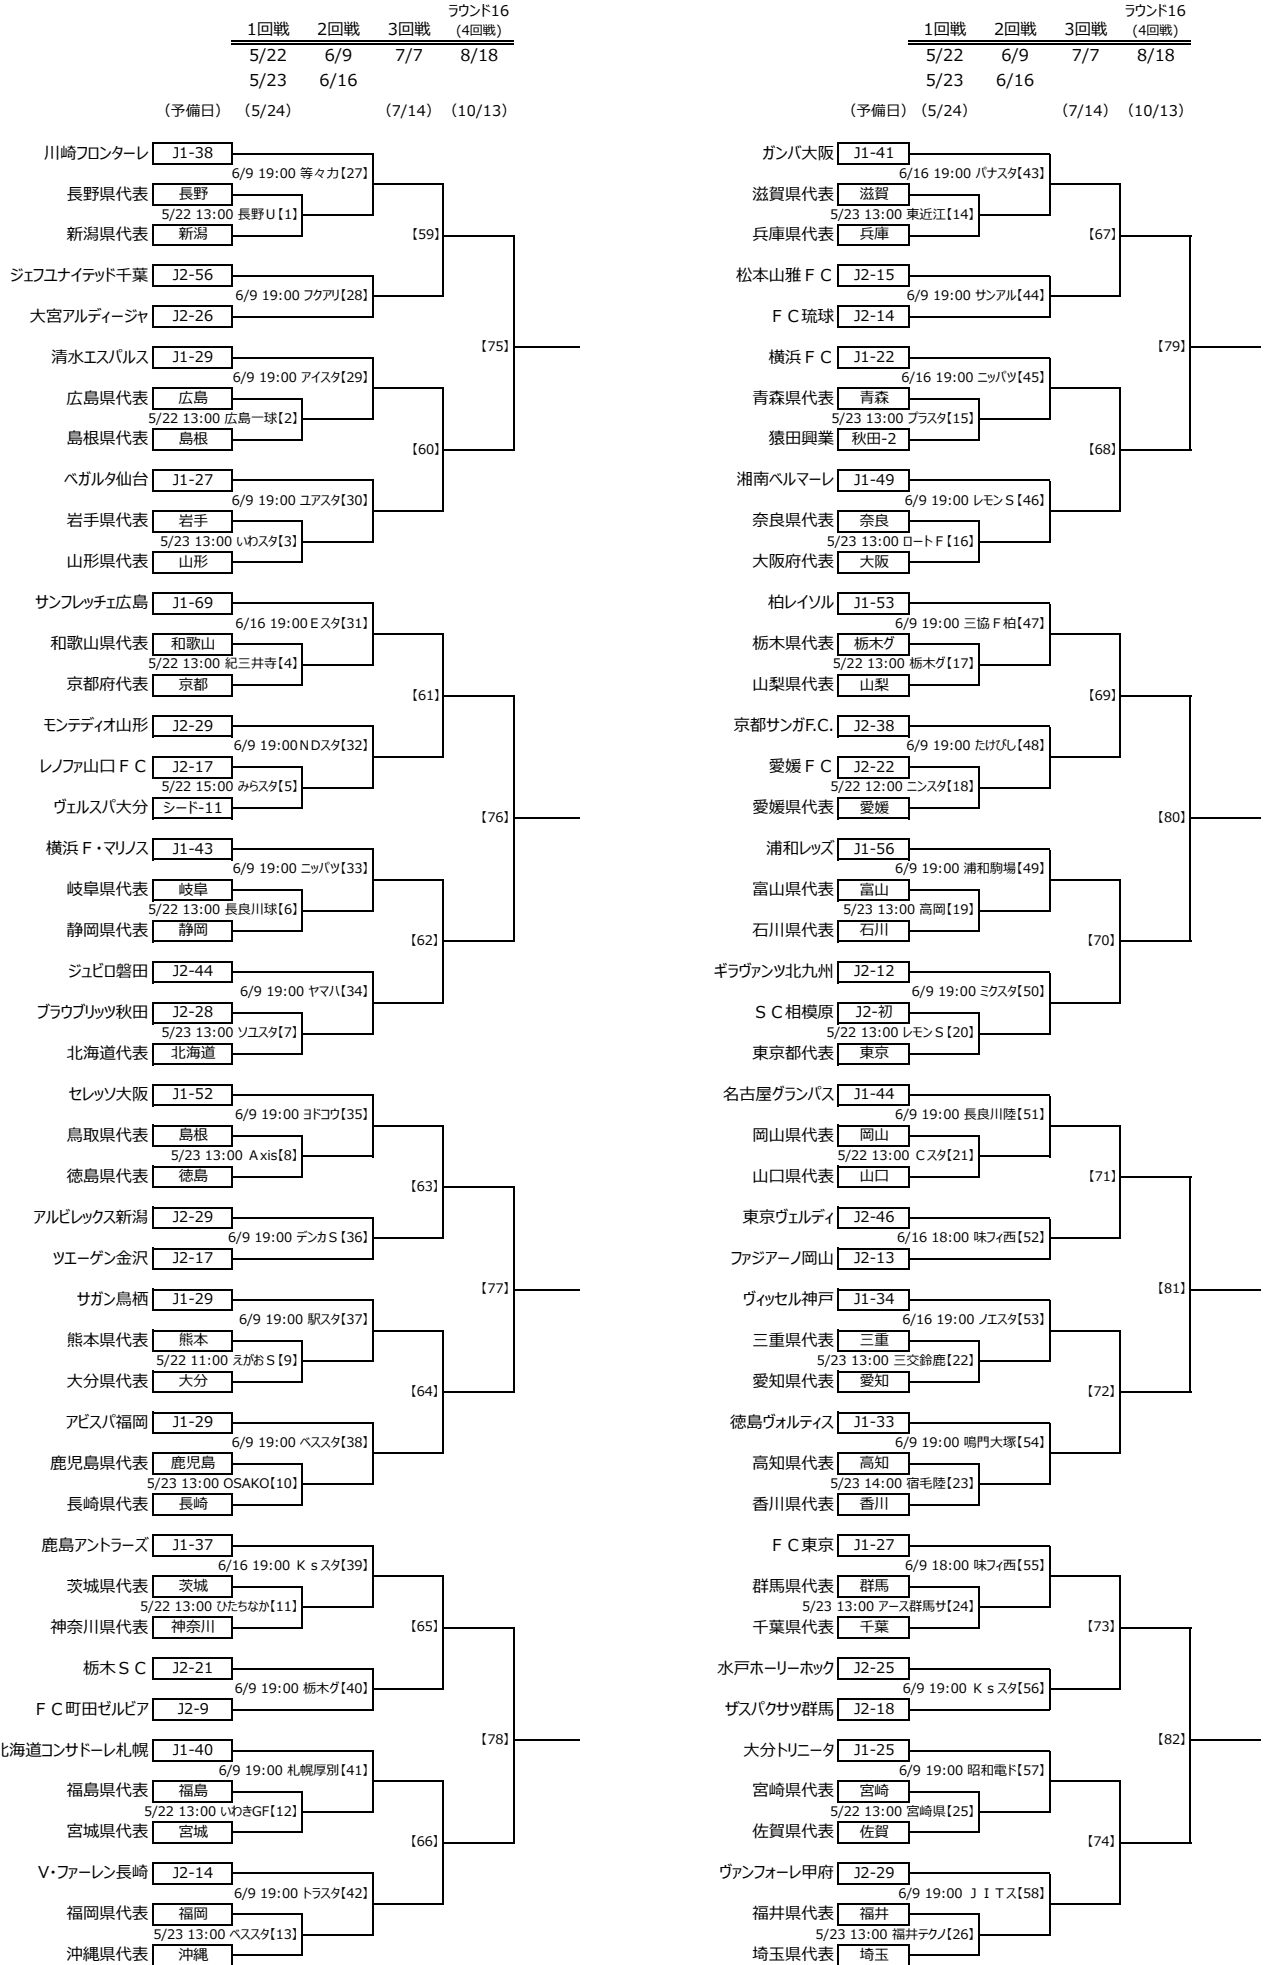 ラウンド16
1回戦 2回戦 3回戦 (4回戦)
5/22 6/9 7/7 8/18
5/23 6/16
(予備日) (5/24) (7/14) (10/13)
川崎フロンターレ J1-38
6/9 19:00 等々力【27】
長野県代表 長野
5/22 13:00 長野U【1】
新潟県代表 新潟
【59】
ジェフユナイテッド千葉 J2-56
6/9 19:00 フクアリ【28】
大宮アルディージャ J2-26
【75】
清水エスパルス J1-29
6/9 19:00 アイスタ【29】
広島県代表 広島
5/22 13:00 広島一球【2】
島根県代表 島根
【60】
ベガルタ仙台 J1-27
6/9 19:00 ユアスタ【30】
岩手県代表 岩手
5/23 13:00 いわスタ【3】
山形県代表 山形
サンフレッチェ広島 J1-69
6/16 19:00 Eスタ【31】
和歌山県代表 和歌山
5/22 13:00 紀三井寺【4】
京都府代表 京都
【61】
モンテディオ山形 J2-29
6/9 19:00 NDスタ【32】
レノファ山口FC J2-17
5/22 15:00 みらスタ【5】
ヴェルスパ大分 シード-11
【76】
横浜F・マリノス J1-43
6/9 19:00 ニッパツ【33】
岐阜県代表 岐阜
5/22 13:00 長良川球【6】
静岡県代表 静岡
【62】
ジュビロ磐田 J2-44
6/9 19:00 ヤマハ【34】
ブラウブリッツ秋田 J2-28
5/23 13:00 ソユスタ【7】
北海道代表 北海道
セレッソ大阪 J1-52
6/9 19:00 ヨドコウ【35】
鳥取県代表 島根
5/23 13:00 Axis【8】
徳島県代表 徳島
【63】
アルビレックス新潟 J2-29
6/9 19:00 デンカS【36】
ツエーゲン金沢 J2-17
【77】
サガン鳥栖 J1-29
6/9 19:00 駅スタ【37】
熊本県代表 熊本
5/22 11:00 えがおS【9】
大分県代表 大分
【64】
アビスパ福岡 J1-29
6/9 19:00 ベススタ【38】
鹿児島県代表 鹿児島
5/23 13:00 OSAKO【10】
長崎県代表 長崎
鹿島アントラーズ J1-37
6/16 19:00 Ksスタ【39】
茨城県代表 茨城
5/22 13:00 ひたちなか【11】
神奈川県代表 神奈川
【65】
栃木SC J2-21
6/9 19:00 栃木グ【40】
FC町田ゼルビア J2-9
【78】
海道コンサドーレ札幌 J1-40
6/9 19:00 札幌厚別【41】
福島県代表 福島
5/22 13:00 いわきGF【12】
宮城県代表 宮城
【66】
V・ファーレン長崎 J2-14
6/9 19:00 トラスタ【42】
福岡県代表 福岡
5/23 13:00 ベススタ【13】
沖縄県代表 沖縄
ラウンド16
1回戦 2回戦 3回戦 (4回戦)
5/22 6/9 7/7 8/18
5/23 6/16
(予備日) (5/24) (7/14) (10/13)
ガンバ大阪 J1-41
6/16 19:00 パナスタ【43】
滋賀県代表 滋賀
5/23 13:00 東近江【14】
兵庫県代表 兵庫
【67】
松本山雅FC J2-15
6/9 19:00 サンアル【44】
FC琉球 J2-14
【79】
横浜FC J1-22
6/16 19:00 ニッパツ【45】
青森県代表 青森
5/23 13:00 プラスタ【15】
猿田興業 秋田-2
【68】
湘南ベルマーレ J1-49
6/9 19:00 レモンS【46】
奈良県代表 奈良
5/23 13:00 ロートF【16】
大阪府代表 大阪
柏レイソル J1-53
6/9 19:00 三協F柏【47】
栃木県代表 栃木グ
5/22 13:00 栃木グ【17】
山梨県代表 山梨
【69】
京都サンガF.C. J2-38
6/9 19:00 たけびし【48】
愛媛FC J2-22
5/22 12:00 ニンスタ【18】
愛媛県代表 愛媛
【80】
浦和レッズ J1-56
6/9 19:00 浦和駒場【49】
富山県代表 富山
5/23 13:00 高岡【19】
石川県代表 石川
【70】
ギラヴァンツ北九州 J2-12
6/9 19:00 ミクスタ【50】
SC相模原 J2-初
5/22 13:00 レモンS【20】
東京都代表 東京
名古屋グランパス J1-44
6/9 19:00 長良川陸【51】
岡山県代表 岡山
5/22 13:00 Cスタ【21】
山口県代表 山口
【71】
東京ヴェルディ J2-46
6/16 18:00 味フィ西【52】
ファジアーノ岡山 J2-13
【81】
ヴィッセル神戸 J1-34
6/16 19:00 ノエスタ【53】
三重県代表 三重
5/23 13:00 三交鈴鹿【22】
愛知県代表 愛知
【72】
徳島ヴォルティス J1-33
6/9 19:00 鳴門大塚【54】
高知県代表 高知
5/23 14:00 宿毛陸【23】
香川県代表 香川
FC東京 J1-27
6/9 18:00 味フィ西【55】
群馬県代表 群馬
5/23 13:00 アース群馬サ【24】
千葉県代表 千葉
【73】
水戸ホーリーホック J2-25
6/9 19:00 Ksスタ【56】
ザスパクサツ群馬 J2-18
【82】
大分トリニータ J1-25
6/9 19:00 昭和電ド【57】
宮崎県代表 宮崎
5/22 13:00 宮崎県【25】
佐賀県代表 佐賀
【74】
ヴァンフォーレ甲府 J2-29
6/9 19:00 JITス【58】
福井県代表 福井
5/23 13:00 福井テクノ【26】
埼玉県代表 埼玉